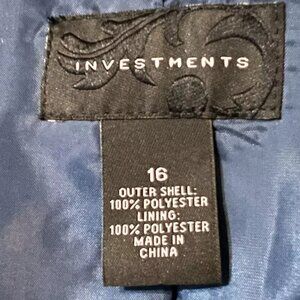 INVESTMENTS
16
OUTER SHELL:
100% POLYESTER
LINING:
100% POLYESTER
MADE IN
CHINA